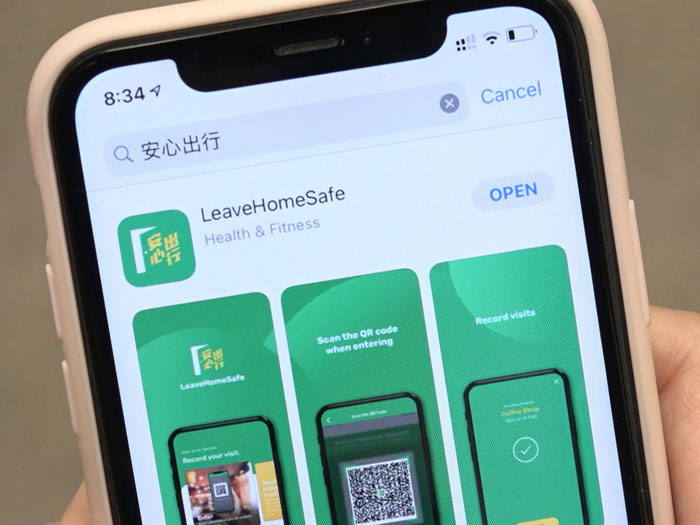 8:34
安心出行
Cancel
LeaveHomeSafe
Health & Fitness
OPEN
安心出行
安心出行
LeaveHomeSafe
Record your visit.
Scan the QR code
when entering
Scan the QR Code
Record visits
Coffee Shop